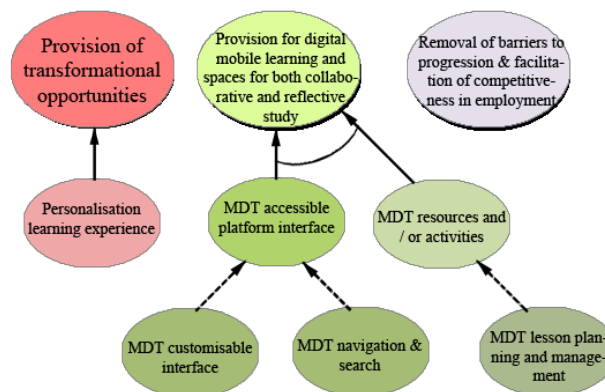 Provision of
transformational
opportunities
Provision for digital
mobile learning and
spaces for both collabo-
rative and reflective
study
Removal of barriers to
progression & facilita-
tion of competitive-
ness in employment
Personalisation
learning experience
MDT accessible
platform interface
MDT resources and
/ or activities
MDT customisable
interface
MDT navigation &
search
MDT lesson plan-
ning and manage-
ment